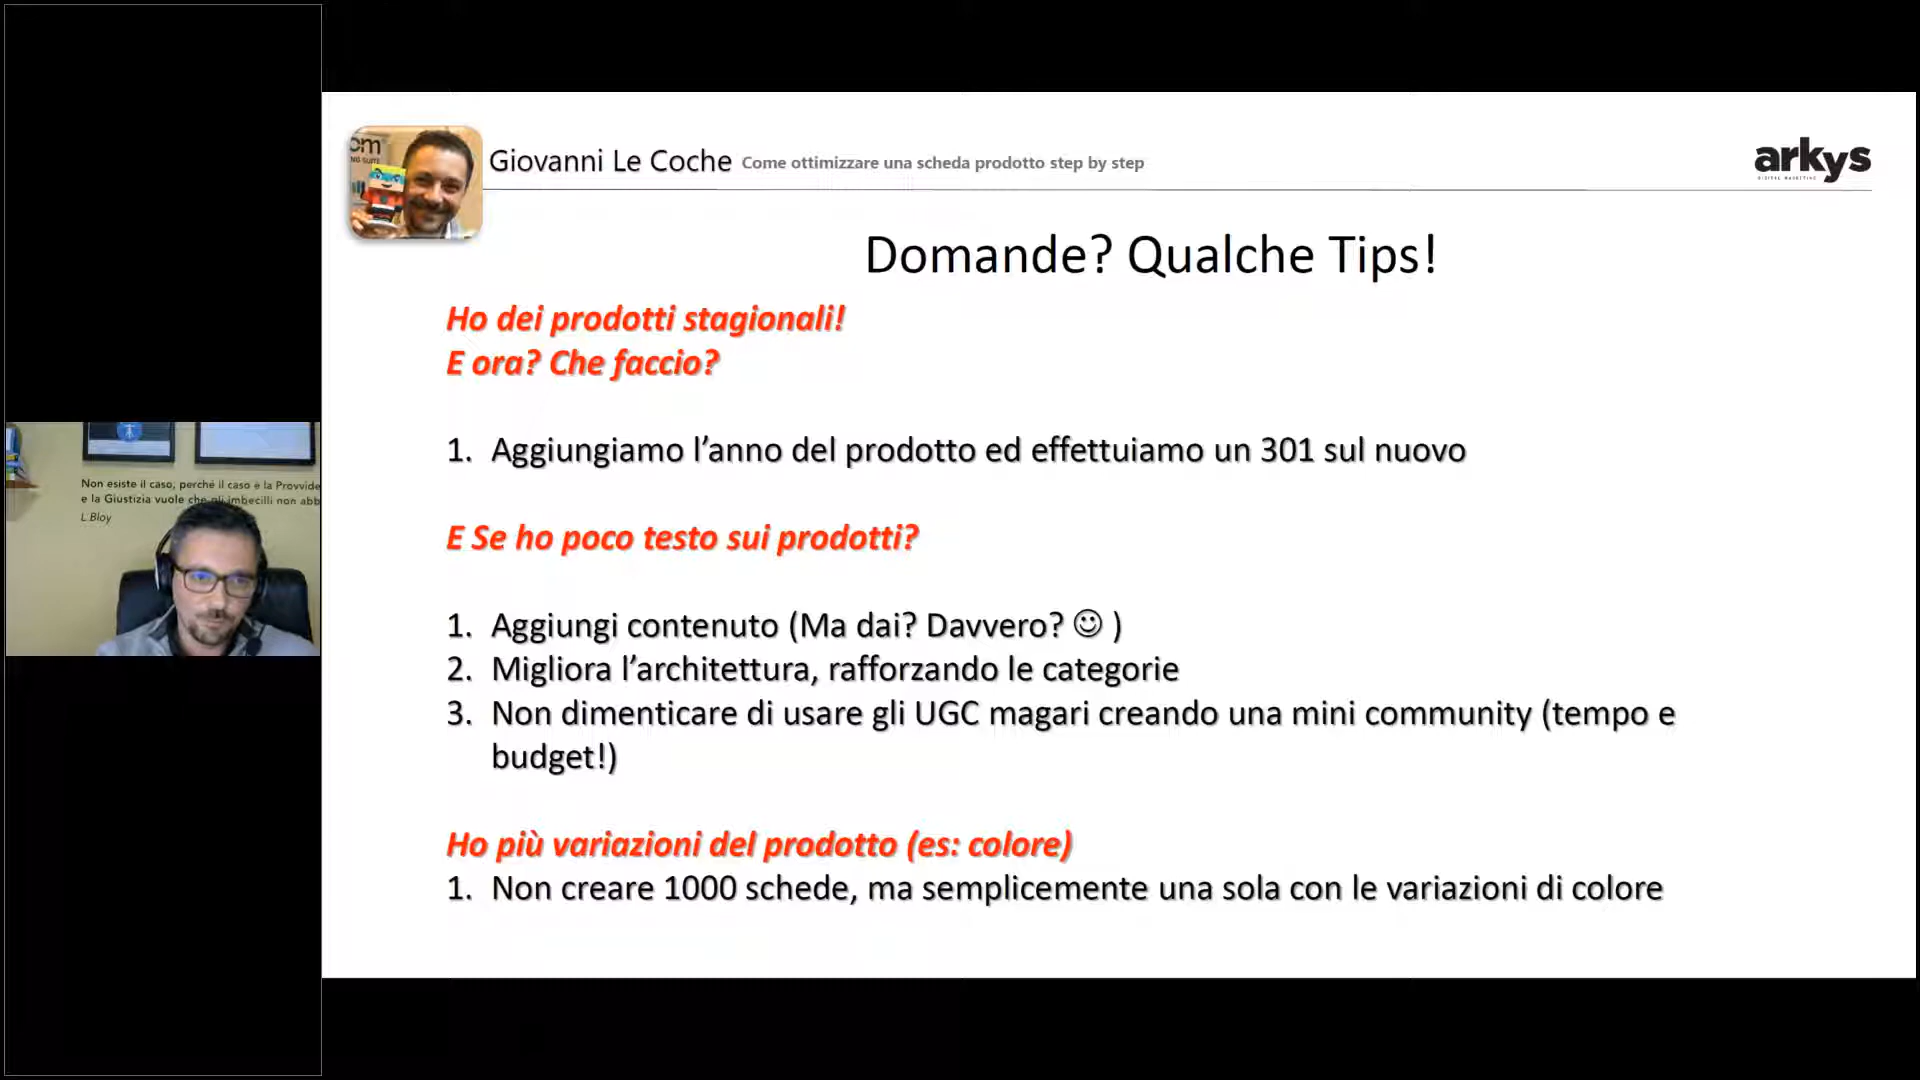 Giovanni Le Coche Come ottimizzare una scheda prodotto step by step
arkys
Domande? Qualche Tips!
Ho dei prodotti stagionali!
E ora? Che faccio?
1. Aggiungiamo l’anno del prodotto ed effettuiamo un 301 sul nuovo
E Se ho poco testo sui prodotti?
1. Aggiungi contenuto (Ma dai? Davvero? ☺ )
2. Migliora l’architettura, rafforzando le categorie
3. Non dimenticare di usare gli UGC magari creando una mini community (tempo e
budget!)
Ho più variazioni del prodotto (es: colore)
1. Non creare 1000 schede, ma semplicemente una sola con le variazioni di colore
Non esiste il caso, perché il caso è la Provvide
e la Giustizia vuole che gli imbecilli non abb
L Bloy